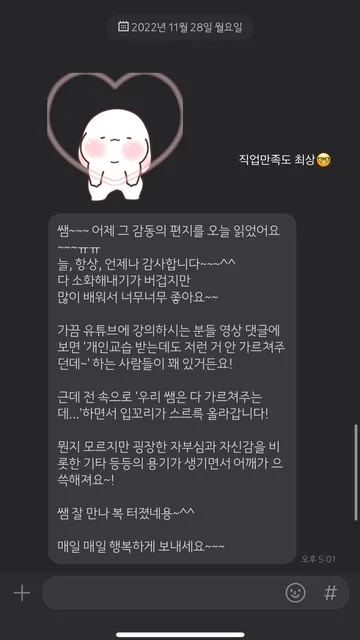 2022년 11월 28일 월요일
직업만족도 최상🤓
쌤~~~ 어제 그 감동의 편지를 오늘 읽었어요
~~~ㅠㅠ
늘, 항상, 언제나 감사합니다~~~^^
다 소화해내기가 버겁지만
많이 배워서 너무너무 좋아요~~
가끔 유튜브에 강의하시는 분들 영상 댓글에
보면 '개인교습 받는데도 저런 거 안 가르쳐주
던데~' 하는 사람들이 꽤 있거든요!
근데 전 속으로 '우리 쌤은 다 가르쳐주는
데...'하면서 입꼬리가 스르륵 올라갑니다!
뭔지 모르지만 굉장한 자부심과 자신감을 비
롯한 기타 등등의 용기가 생기면서 어깨가 으
쓱해져요~!
쌤 잘 만나 복 터졌네용~^^
매일 매일 행복하게 보내세요~~~
오후 5:01
#